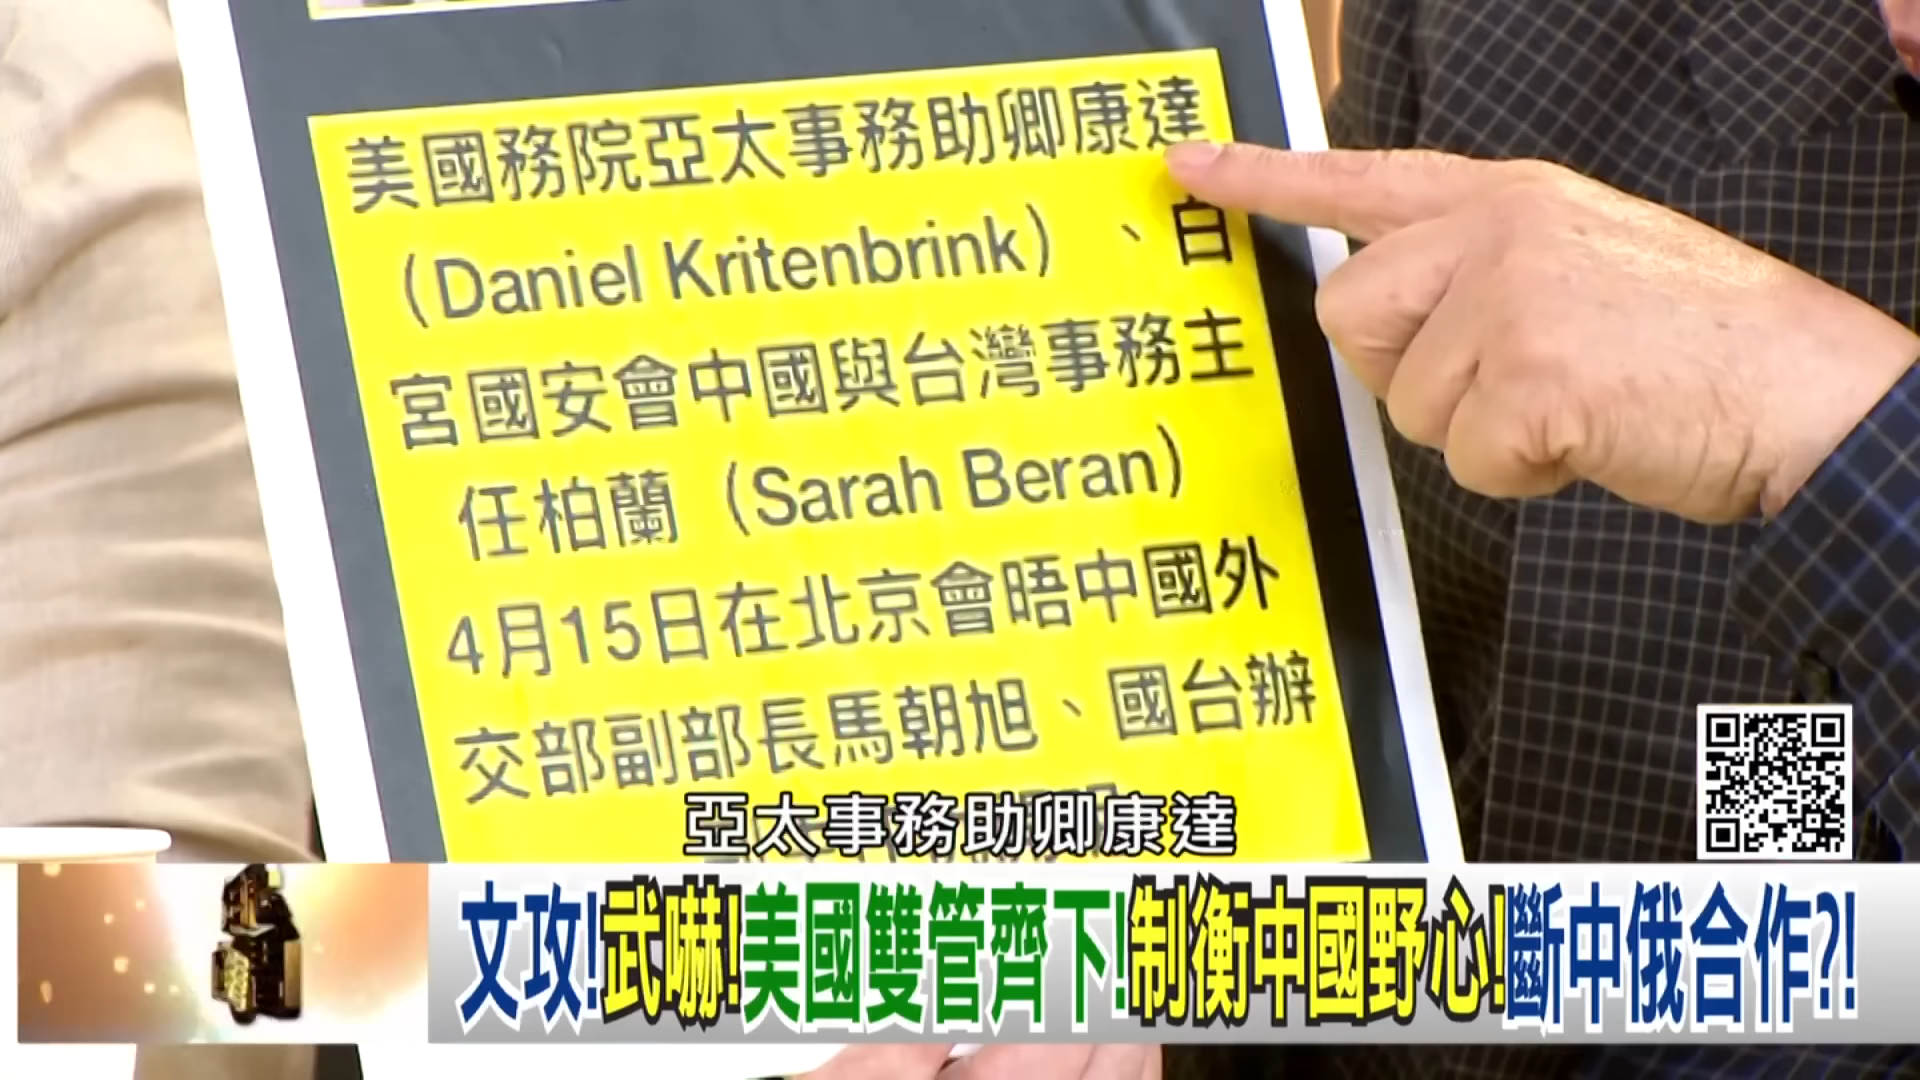 美國務院亞太事務助卿康達
（Daniel Kritenbrink）、白
宮國安會中國與台灣事務主
任柏蘭（Sarah Beran）
4月15日在北京會晤中國外
交部副部長馬朝旭、國台辦
亞太事務助卿康達
文攻!武嚇!美國雙管齊下!制衡中國野心!斷中俄合作?!